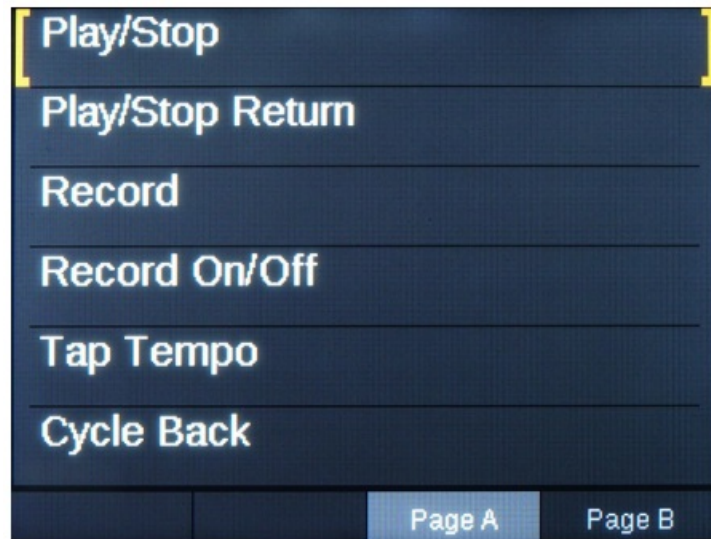 Play/Stop
Play/Stop Return
Record
Record On/Off
Tap Tempo
Cycle Back
Page A Page B